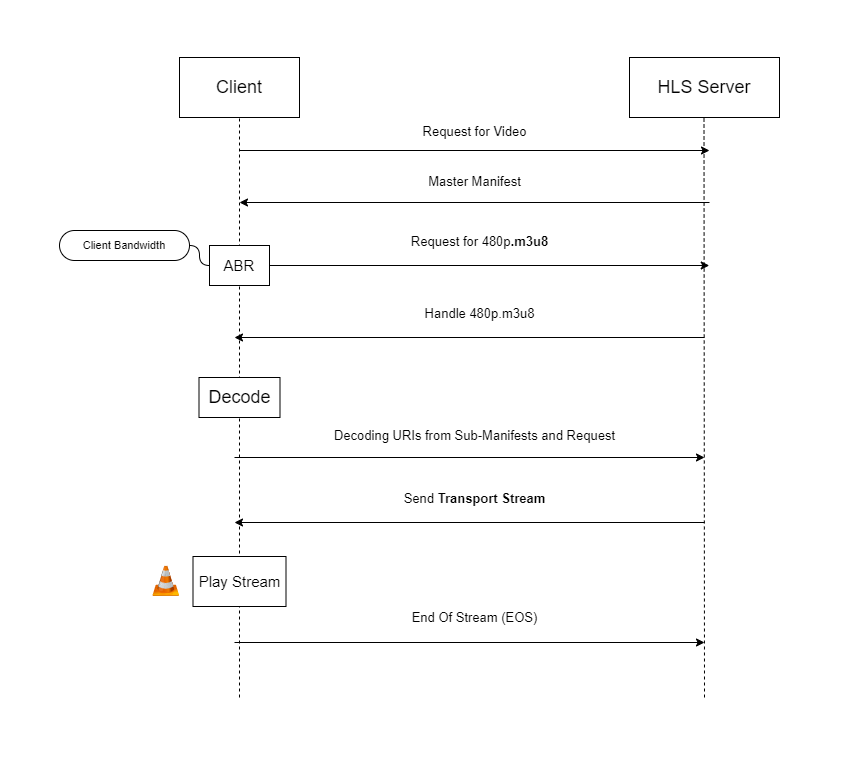 Client
HLS Server
Request for Video
Master Manifest
Client Bandwidth
ABR
Request for 480p.m3u8
Handle 480p.m3u8
Decode
Decoding URIs from Sub-Manifests and Request
Send Transport Stream
Play Stream
End Of Stream (EOS)